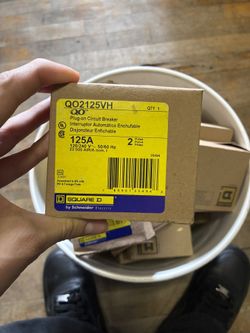 QO2125VH
QTY. 1
QO
Plug-on Circuit Breaker
Interruptor Automático Enchufable
Disjoncteur Enfichable
125A
2
120/240 V~ 50/60 Hz
SQUARE D
by Schneider Electric